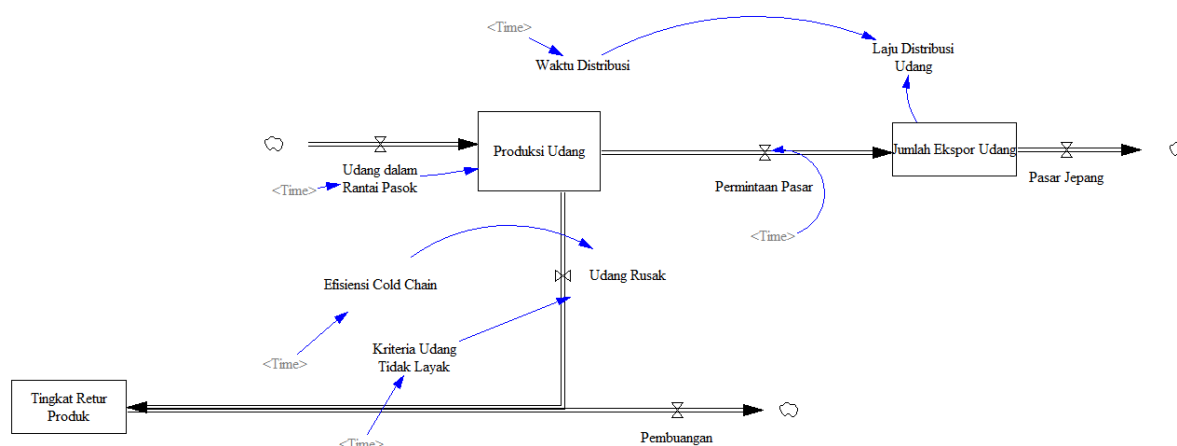 <Time>
Waktu Distribusi
Laju Distribusi
Udang
Produksi Udang
Jumlah Ekspor Udang
Udang dalam
Rantai Pasok
<Time>
Permintaan Pasar
Pasar Jepang
<Time>
Efisiensi Cold Chain
Udang Rusak
<Time>
Kriteria Udang
Tidak Layak
Tingkat Retur
Produk
Pembuangan
<Time>